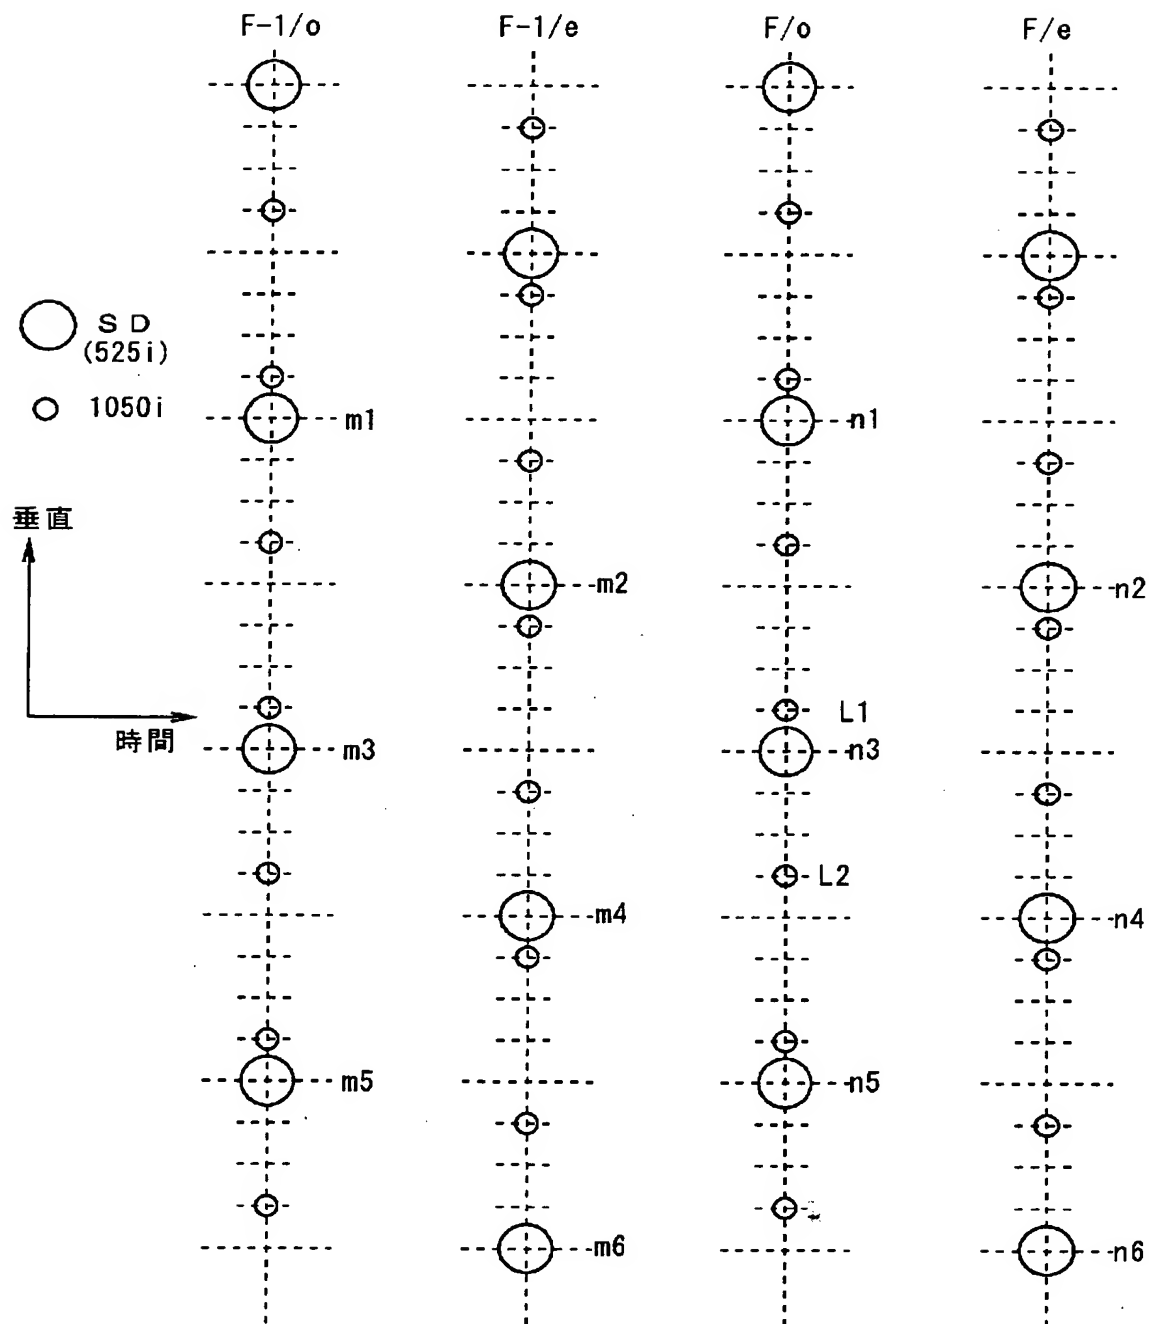 F-1/o F-1/e F/o F/e
SD
(525i)
1050i
m1 n1
垂直
m2 n2
L1
時間
m3 n3
L2
m4 n4
m5 n5
m6 n6